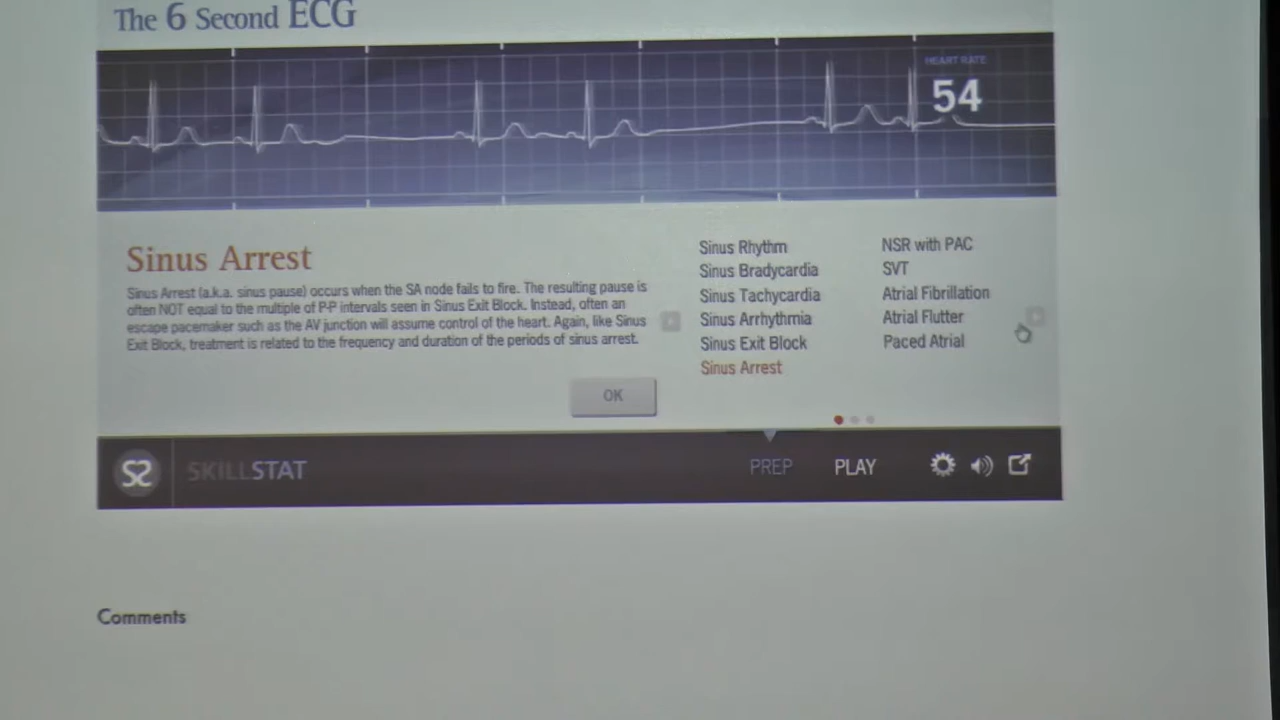 The 6 Second ECG
HEART RATE
54
Sinus Arrest
Sinus Arrest (a.k.a. sinus pause) occurs when the SA node fails to fire. The resulting pause is
often NOT equal to the multiple of P-P intervals seen in Sinus Exit Block. Instead, often an
escape pacemaker such as the AV junction will assume control of the heart. Again, like Sinus
Exit Block, treatment is related to the frequency and duration of the periods of sinus arrest.
OK
Sinus Rhythm
Sinus Bradycardia
Sinus Tachycardia
Sinus Arrhythmia
Sinus Exit Block
Sinus Arrest
NSR with PAC
SVT
Atrial Fibrillation
Atrial Flutter
Paced Atrial
SKILLSTAT
PREP
PLAY
Comments